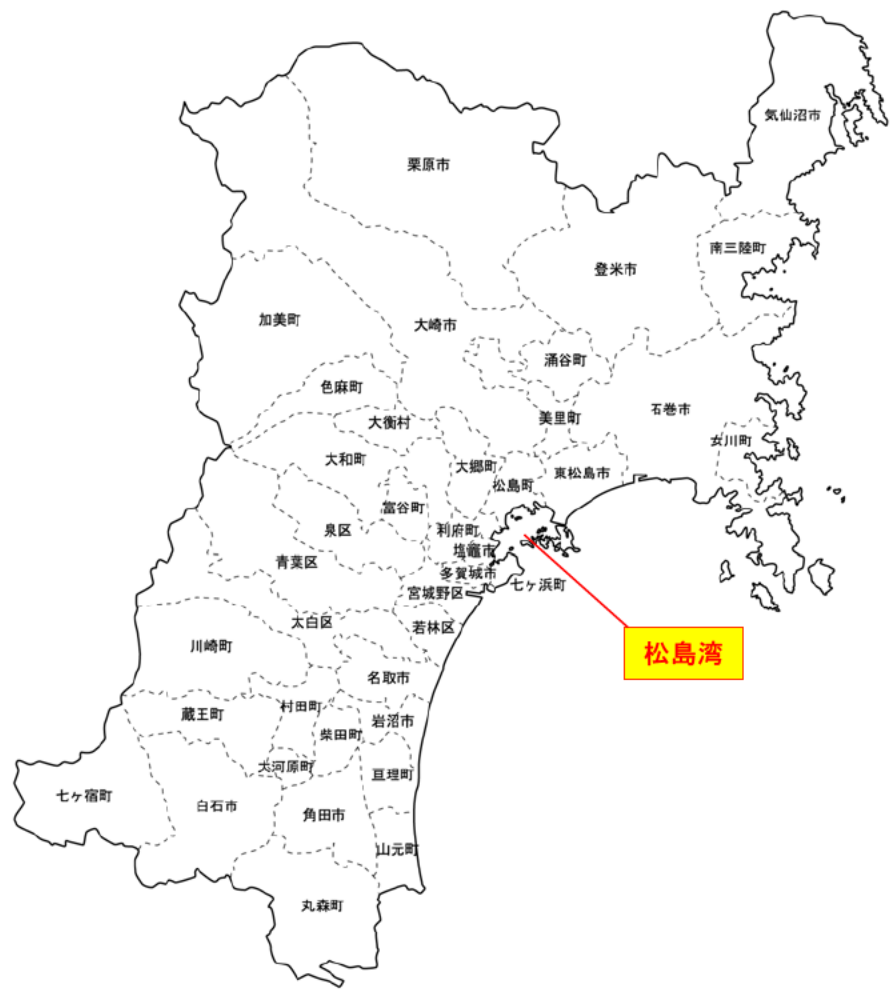 気仙沼市
栗原市
南三陸町
登米市
加美町
大崎市
涌谷町
色麻町
石巻市
美里町
大衡村
女川町
大和町
大郷町
東松島市
松島町
富谷町
利府町
泉区
塩竈市
青葉区
多賀城市
七ヶ浜町
宮城野区
太白区
若林区
川崎町
松島湾
名取市
村田町
蔵王町
岩沼市
柴田町
大河原町
亘理町
七ヶ宿町
白石市
角田市
山元町
丸森町